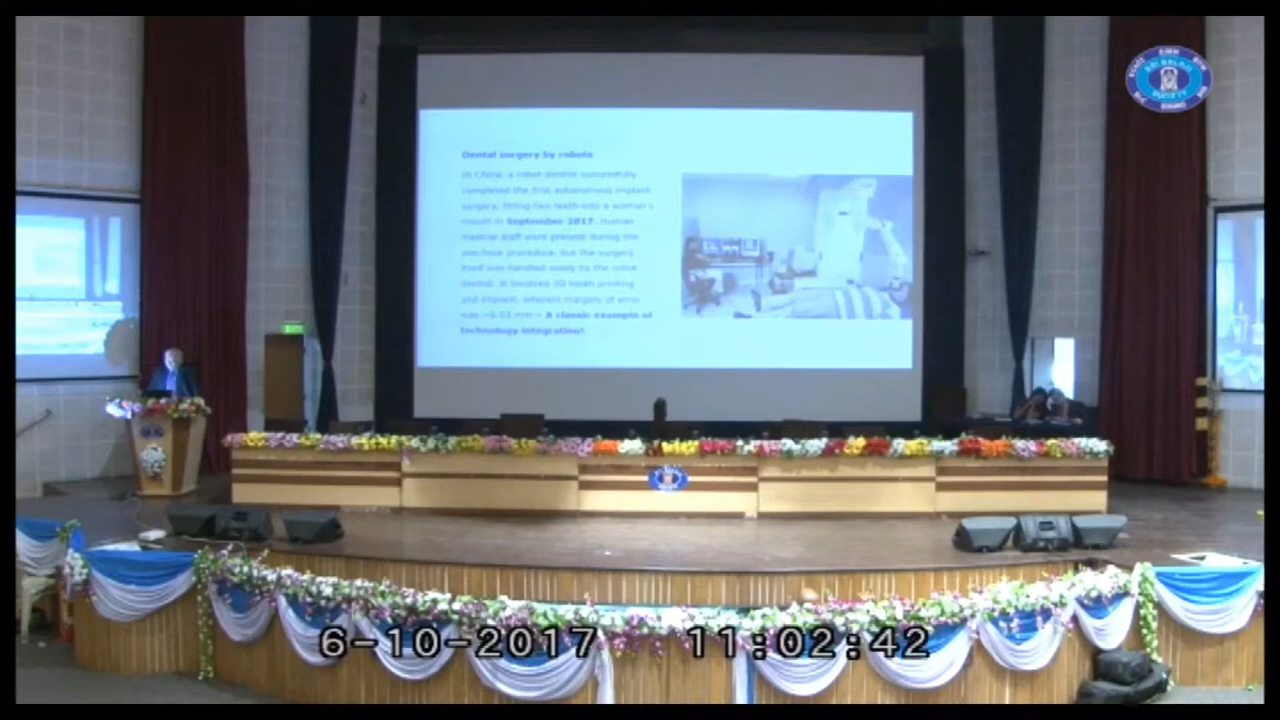 Dental surgery by robots
In China, a robot dentist successfully
completed the first autonomous implant
surgery, fitting two teeth into a woman's
mouth in September 2017. Human
medical staff were present during the
one-hour procedure, but the surgery
itself was handled solely by the robot
dentist. It involved 3D tooth printing
and implant, wherein margins of error
was A classic example of
technology integration!
SRI BALAJI
6-10-2017 11:02:42